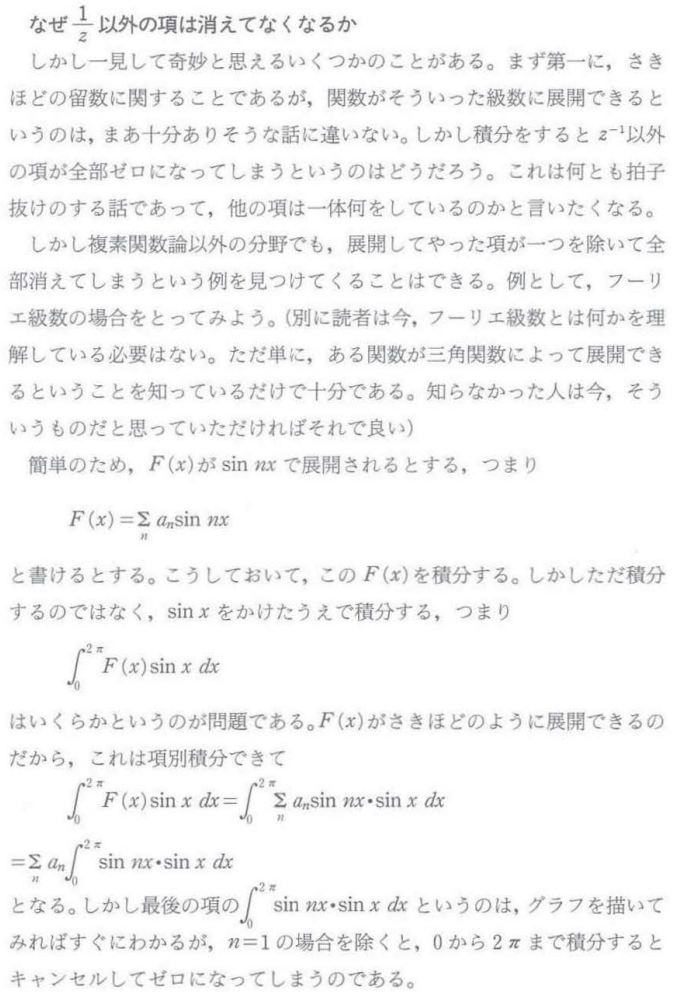 なぜ 1/z 以外の項は消えてなくなるか
しかし一見して奇妙と思えるいくつかのことがある。まず第一に，さき
ほどの留数に関することであるが，関数がそういった級数に展開できると
いうのは，まあ十分ありそうな話に違いない。しかし積分をすると z⁻¹以外
の項が全部ゼロになってしまうというのはどうだろう。これは何とも拍子
抜けのする話であって，他の項は一体何をしているのかと言いたくなる。
しかし複素関数論以外の分野でも，展開してやった項が一つを除いて全
部消えてしまうという例を見つけてくることはできる。例として，フーリ
エ級数の場合をとってみよう。（別に読者は今，フーリエ級数とは何かを理
解している必要はない。ただ単に，ある関数が三角関数によって展開でき
るということを知っているだけで十分である。知らなかった人は今，そう
いうものだと思っていただければそれで良い）
簡単のため，F(x)が sin nx で展開されるとする，つまり
F(x)=Σ_n a_n sin nx
と書けるとする。こうしておいて，この F(x)を積分する。しかしただ積分
するのではなく，sin x をかけたうえで積分する，つまり
∫_0^{2π} F(x) sin x dx
はいくらかというのが問題である。F(x)がさきほどのように展開できるの
だから，これは項別積分できて
∫_0^{2π} F(x) sin x dx=∫_0^{2π} Σ_n a_n sin nx•sin x dx
=Σ_n a_n ∫_0^{2π} sin nx•sin x dx
となる。しかし最後の項の∫_0^{2π} sin nx•sin x dx というのは，グラフを描いて
みればすぐにわかるが，n=1 の場合を除くと，0 から 2π まで積分すると
キャンセルしてゼロになってしまうのである。